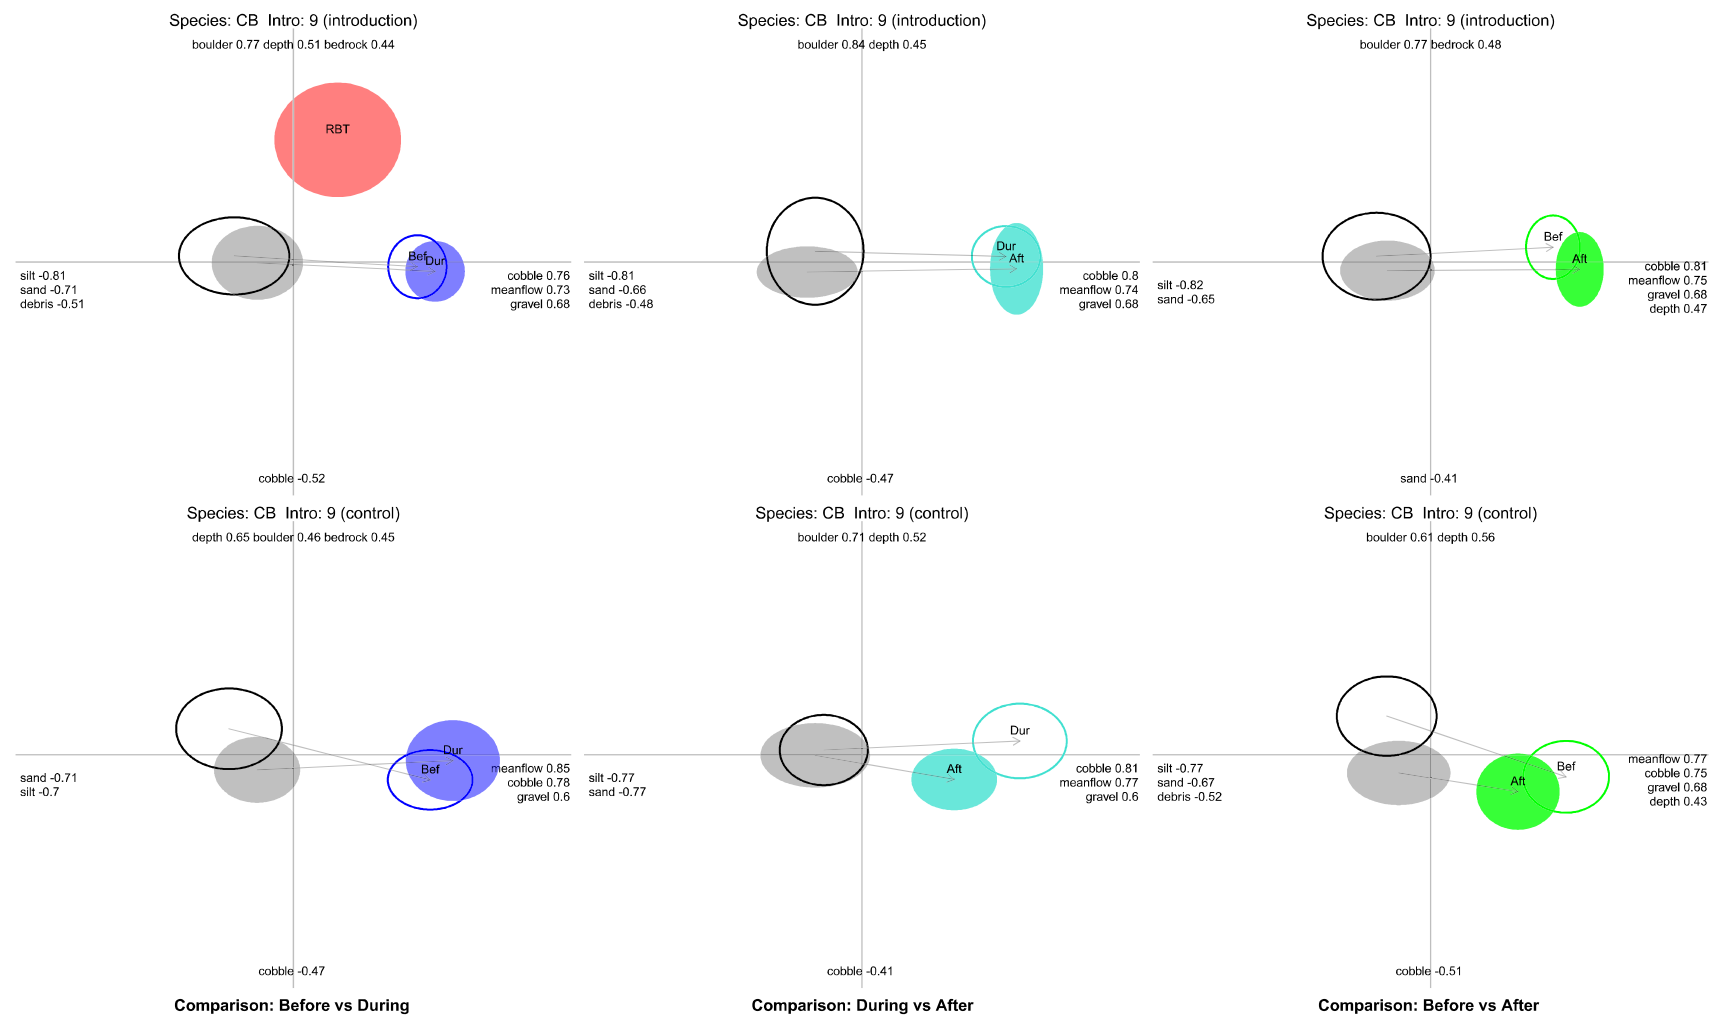 Species: CB  Intro: 9 (introduction)
boulder 0.77 depth 0.51 bedrock 0.44
RBT
Bef
Dur
silt -0.81
sand -0.71
debris -0.51
cobble 0.76
meanflow 0.73
gravel 0.68
cobble -0.52
Species: CB  Intro: 9 (introduction)
boulder 0.84 depth 0.45
Dur
Aft
silt -0.81
sand -0.66
debris -0.48
cobble 0.8
meanflow 0.74
gravel 0.68
cobble -0.47
Species: CB  Intro: 9 (introduction)
boulder 0.77 bedrock 0.48
Bef
Aft
silt -0.82
sand -0.65
cobble 0.81
meanflow 0.75
gravel 0.68
depth 0.47
sand -0.41
Species: CB  Intro: 9 (control)
depth 0.65 boulder 0.46 bedrock 0.45
Dur
Bef
sand -0.71
silt -0.7
meanflow 0.85
cobble 0.78
gravel 0.6
cobble -0.47
Comparison: Before vs During
Species: CB  Intro: 9 (control)
boulder 0.71 depth 0.52
Dur
Aft
silt -0.77
sand -0.77
cobble 0.81
meanflow 0.77
gravel 0.6
cobble -0.41
Comparison: During vs After
Species: CB  Intro: 9 (control)
boulder 0.61 depth 0.56
Bef
Aft
silt -0.77
sand -0.67
debris -0.52
meanflow 0.77
cobble 0.75
gravel 0.68
depth 0.43
cobble -0.51
Comparison: Before vs After